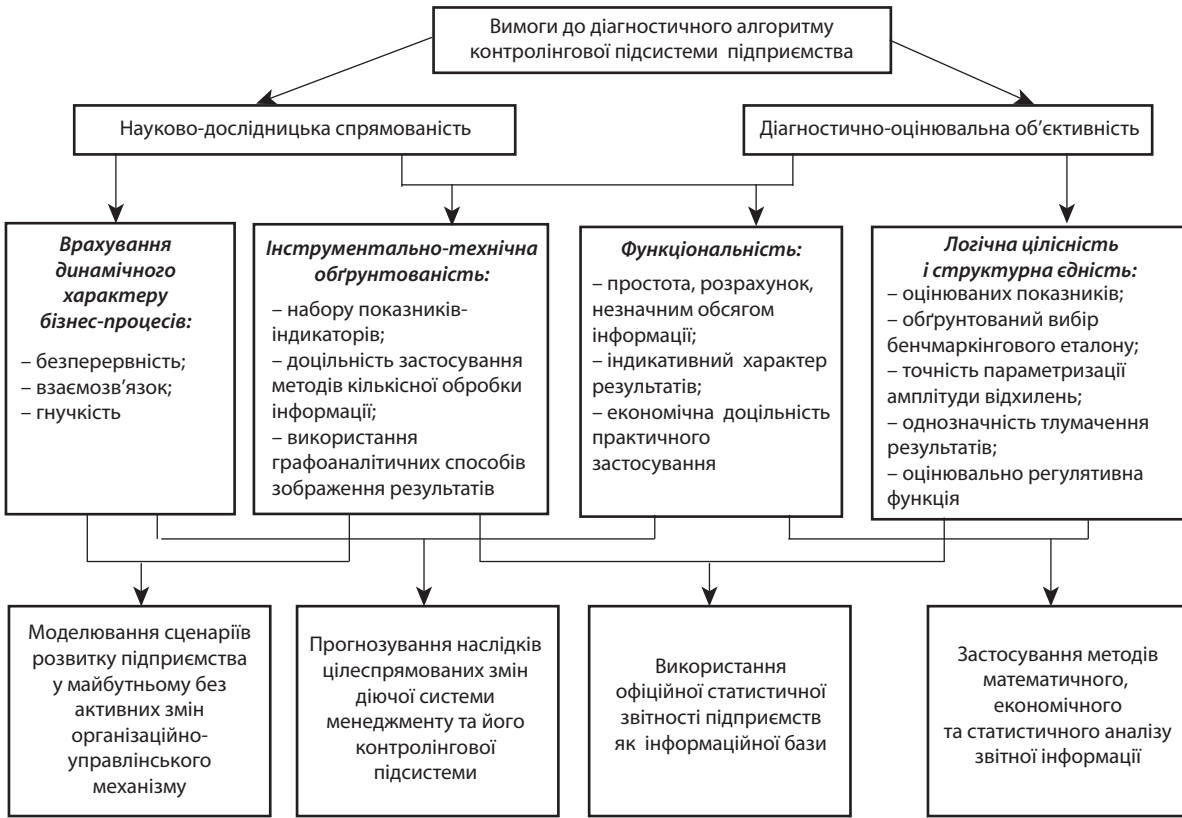 Вимоги до діагностичного алгоритму
контролінгової підсистеми підприємства
Науково-дослідницька спрямованість
Діагностично-оцінювальна об’єктивність
Врахування
динамічного
характеру
бізнес-процесів:
– безперервність;
– взаємозв’язок;
– гнучкість
Інструментально-технічна
обґрунтованість:
– набору показників-
індикаторів;
– доцільність застосування
методів кількісної обробки
інформації;
– використання
графоаналітичних способів
зображення результатів
Функціональність:
– простота, розрахунок,
незначним обсягом
інформації;
– індикативний характер
результатів;
– економічна доцільність
практичного
застосування
Логічна цілісність
і структурна єдність:
– оцінюваних показників;
– обґрунтований вибір
бенчмаркінгового еталону;
– точність параметризації
амплітуди відхилень;
– однозначність тлумачення
результатів;
– оцінювально регулятивна
функція
Моделювання сценаріїв
розвитку підприємства
у майбутньому без
активних змін
організаційно-
управлінського
механізму
Прогнозування наслідків
цілеспрямованих змін
діючої системи
менеджменту та його
контролінгової
підсистеми
Використання
офіційної статистичної
звітності підприємств
як інформаційної бази
Застосування методів
математичного,
економічного
та статистичного аналізу
звітної інформації